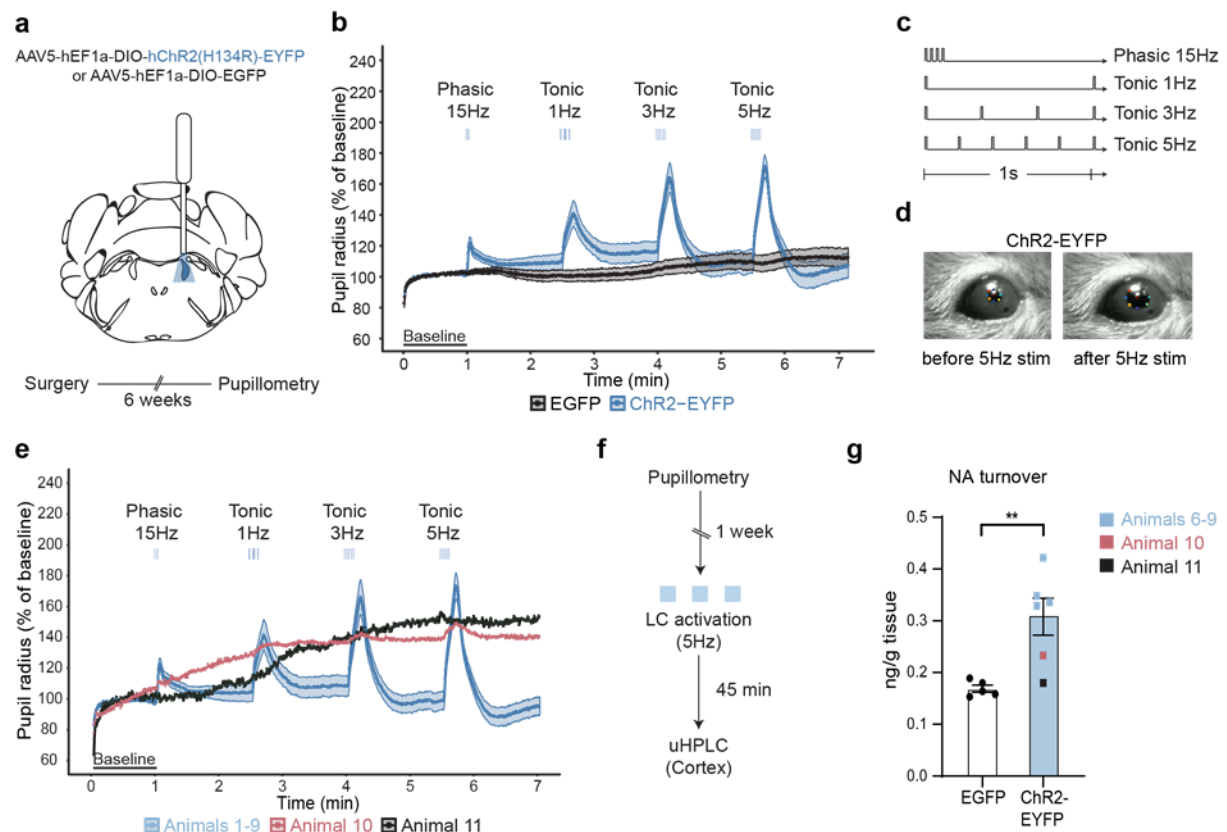 a
AAV5-hEF1a-DIO-hChR2(H134R)-EYFP
or AAV5-hEF1a-DIO-EGFP
Surgery
Pupillometry
6 weeks
b
Pupil radius (% of baseline)
240
220
200
180
160
140
120
100
80
60
Phasic
15Hz
Tonic
1Hz
Tonic
3Hz
Tonic
5Hz
Baseline
0
1
2
3
4
5
6
7
Time (min)
EGFP
ChR2-EYFP
c
Phasic 15Hz
Tonic 1Hz
Tonic 3Hz
Tonic 5Hz
1s
d
ChR2-EYFP
before 5Hz stim
after 5Hz stim
e
Pupil radius (% of baseline)
240
220
200
180
160
140
120
100
80
60
Phasic
15Hz
Tonic
1Hz
Tonic
3Hz
Tonic
5Hz
Baseline
0
1
2
3
4
5
6
7
Time (min)
Animals 1-9
Animal 10
Animal 11
f
Pupillometry
1 week
LC activation
(5Hz)
45 min
uHPLC
(Cortex)
g
NA turnover
ng/g tissue
0.5
0.4
0.3
0.2
0.1
0.0
**
EGFP
ChR2-
EYFP
Animals 6-9
Animal 10
Animal 11